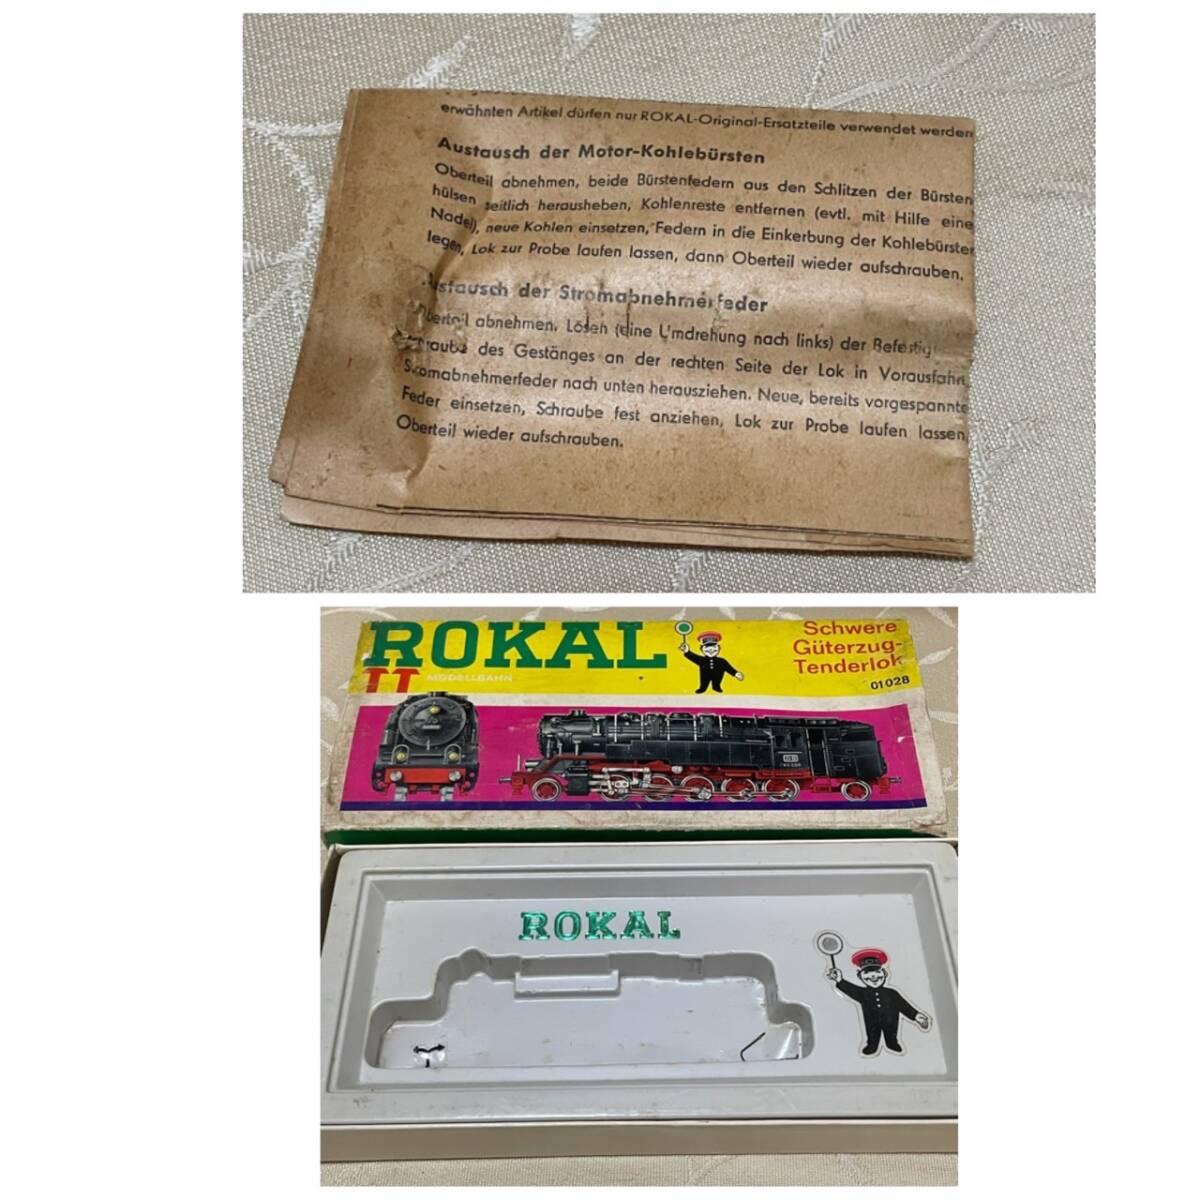 erwähnten Artikel dürfen nur ROKAL-Original-Ersatzteile verwendet werden
Austausch der Motor-Kohlebürsten
Oberteil abnehmen, beide Bürstenfedern aus den Schlitzen der Bürsten
hülsen seitlich herausheben, Kohlenreste entfernen (evtl. mit Hilfe eine
Nadel), neue Kohlen einsetzen, Federn in die Einkerbung der Kohlebürste
legen, Lok zur Probe laufen lassen, dann Oberteil wieder aufschrauben.
ustausch der Stromabnehmerfeder
berteil abnehmen. Lösen (eine Umdrehung nach links) der Befestig
raube des Gestänges an der rechten Seite der Lok in Vorausfahr
Stromabnehmerfeder nach unten herausziehen. Neue, bereits vorgespannte
Feder einsetzen, Schraube fest anziehen, Lok zur Probe laufen lassen,
Oberteil wieder aufschrauben.
ROKAL
TT MODELLBAHN
Schwere
Güterzug-
Tenderlok
01028
ROKAL